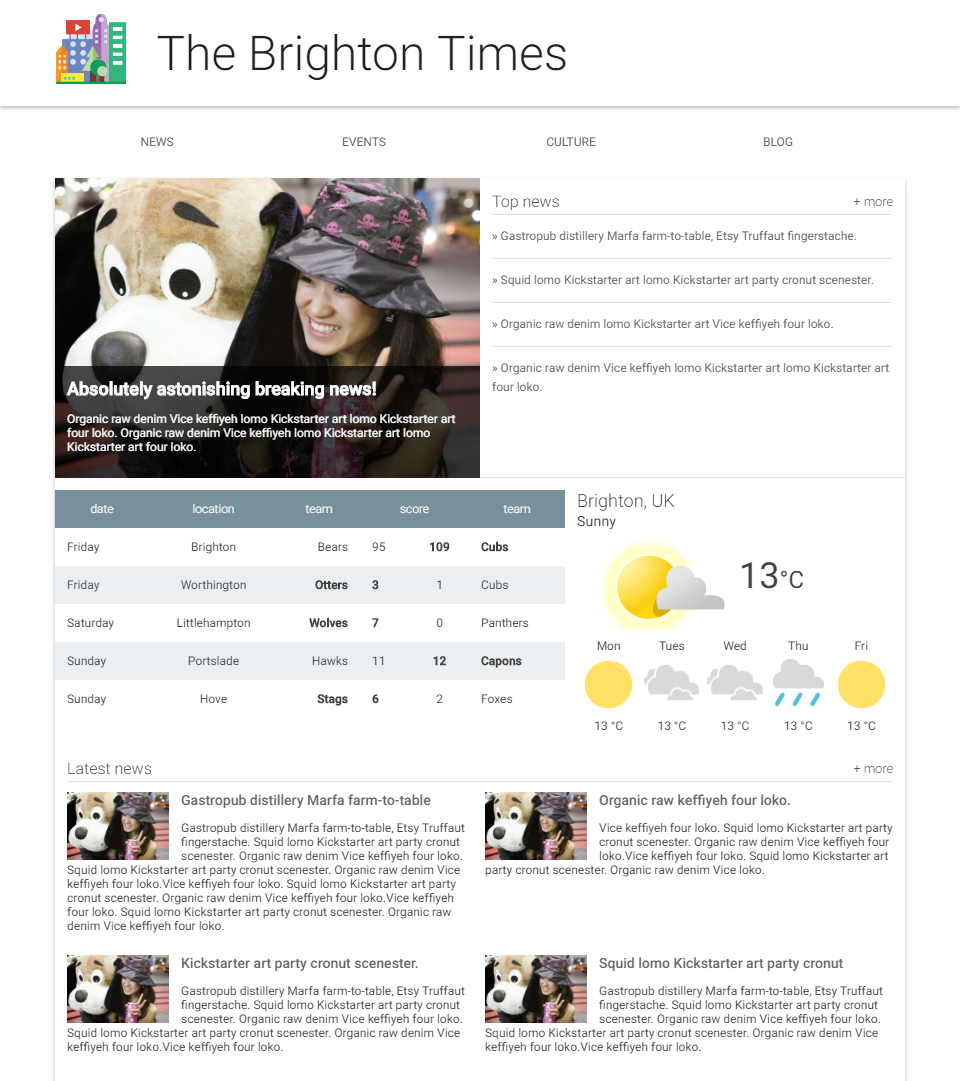 The Brighton Times
NEWS EVENTS CULTURE BLOG
Absolutely astonishing breaking news!
Organic raw denim Vice keffiyeh lomo Kickstarter art lomo Kickstarter art
four loko. Organic raw denim Vice keffiyeh lomo Kickstarter art lomo
Kickstarter art four loko.
Top news + more
» Gastropub distillery Marfa farm-to-table, Etsy Truffaut fingerstache.
» Squid lomo Kickstarter art lomo Kickstarter art party cronut scenester.
» Organic raw denim lomo Kickstarter art Vice keffiyeh four loko.
» Organic raw denim Vice keffiyeh lomo Kickstarter art lomo Kickstarter art
four loko.
date location team score team
Friday Brighton Bears 95 109 Cubs
Friday Worthington Otters 3 1 Cubs
Saturday Littlehampton Wolves 7 0 Panthers
Sunday Portslade Hawks 11 12 Capons
Sunday Hove Stags 6 2 Foxes
Brighton, UK
Sunny
13°C
Mon Tues Wed Thu Fri
13 °C 13 °C 13 °C 13 °C 13 °C
Latest news + more
Gastropub distillery Marfa farm-to-table
Gastropub distillery Marfa farm-to-table, Etsy Truffaut
fingerstache. Squid lomo Kickstarter art party cronut
scenester. Organic raw denim Vice keffiyeh four loko.
Squid lomo Kickstarter art party cronut scenester. Organic raw denim Vice
keffiyeh four loko.Vice keffiyeh four loko. Squid lomo Kickstarter art party
cronut scenester. Organic raw denim Vice keffiyeh four loko.Vice keffiyeh
four loko. Squid lomo Kickstarter art party cronut scenester. Organic raw
denim Vice keffiyeh four loko.
Organic raw keffiyeh four loko.
Vice keffiyeh four loko. Squid lomo Kickstarter art party
cronut scenester. Organic raw denim Vice keffiyeh four
loko.Vice keffiyeh four loko. Squid lomo Kickstarter art
party cronut scenester. Organic raw denim Vice loko.
Kickstarter art party cronut scenester.
Gastropub distillery Marfa farm-to-table, Etsy Truffaut
fingerstache. Squid lomo Kickstarter art party cronut
scenester. Organic raw denim Vice keffiyeh four loko.
Squid lomo Kickstarter art party cronut scenester. Organic raw denim Vice
keffiyeh four loko.Vice keffiyeh four loko.
Squid lomo Kickstarter art party cronut
Gastropub distillery Marfa farm-to-table, Etsy Truffaut
fingerstache. Squid lomo Kickstarter art party cronut
scenester. Organic raw denim Vice keffiyeh four loko.
Squid lomo Kickstarter art party cronut scenester. Organic raw denim Vice
keffiyeh four loko.Vice keffiyeh four loko.